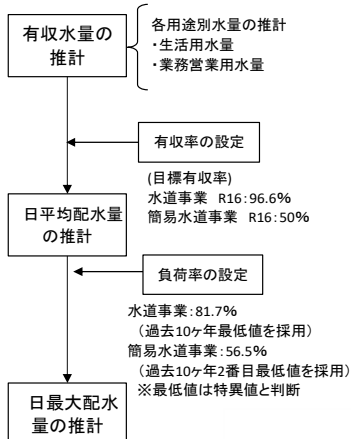 有収水量の
推計
各用途別水量の推計
・生活用水量
・業務営業用水量
有収率の設定
(目標有収率)
水道事業 R16:96.6%
簡易水道事業 R16:50%
日平均配水量
の推計
負荷率の設定
水道事業:81.7%
(過去10ヶ年最低値を採用)
簡易水道事業:56.5%
(過去10ヶ年2番目最低値を採用)
※最低値は特異値と判断
日最大配水
量の推計